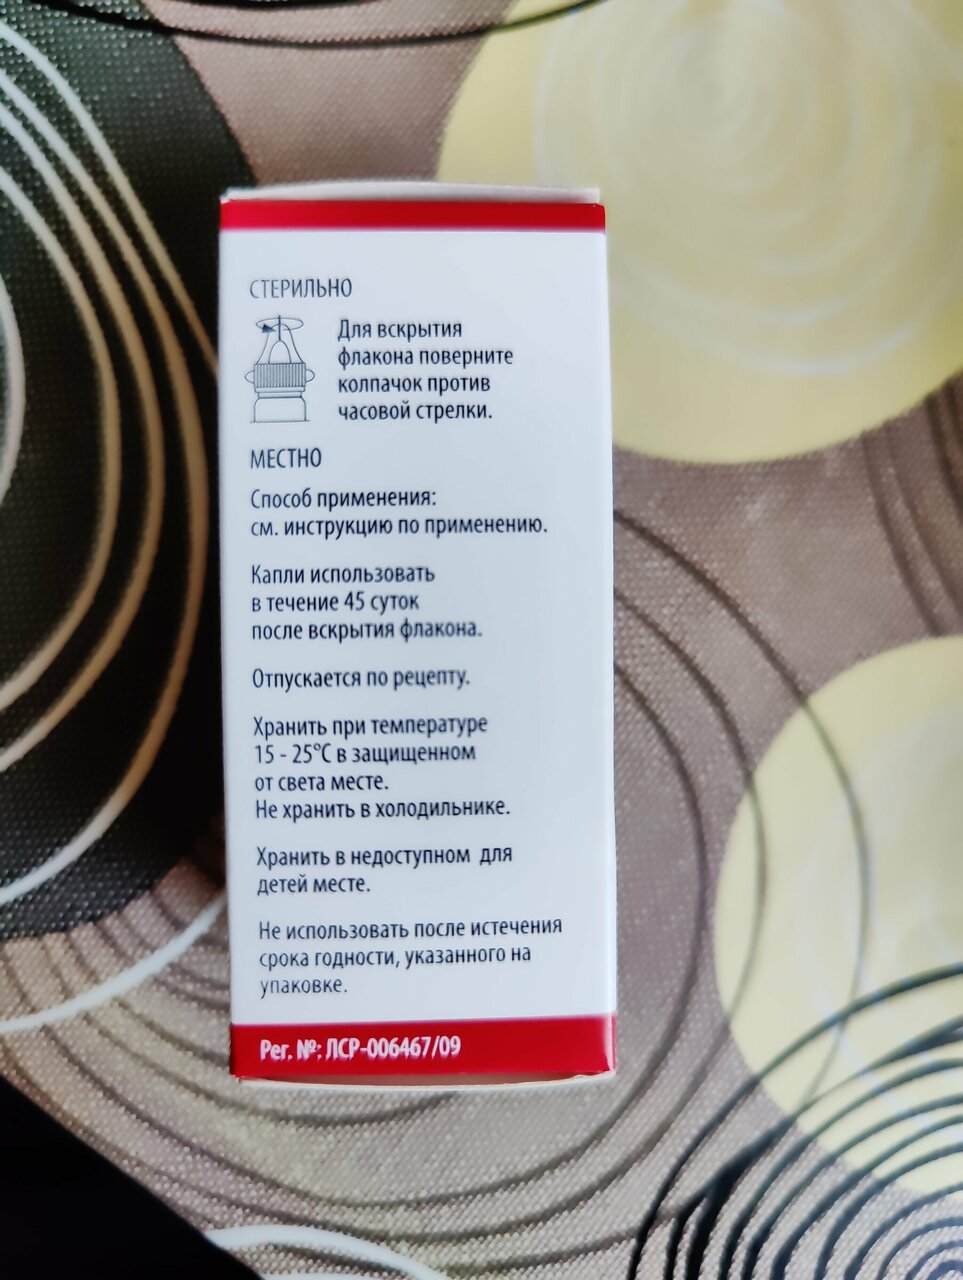 СТЕРИЛЬНО
Для вскрытия
флакона поверните
колпачок против
часовой стрелки.
МЕСТНО
Способ применения:
см. инструкцию по применению.
Капли использовать
в течение 45 суток
после вскрытия флакона.
Отпускается по рецепту.
Хранить при температуре
15 - 25°C в защищенном
от света месте.
Не хранить в холодильнике.
Хранить в недоступном для
детей месте.
Не использовать после истечения
срока годности, указанного на
упаковке.
Рег. №: ЛСР-006467/09